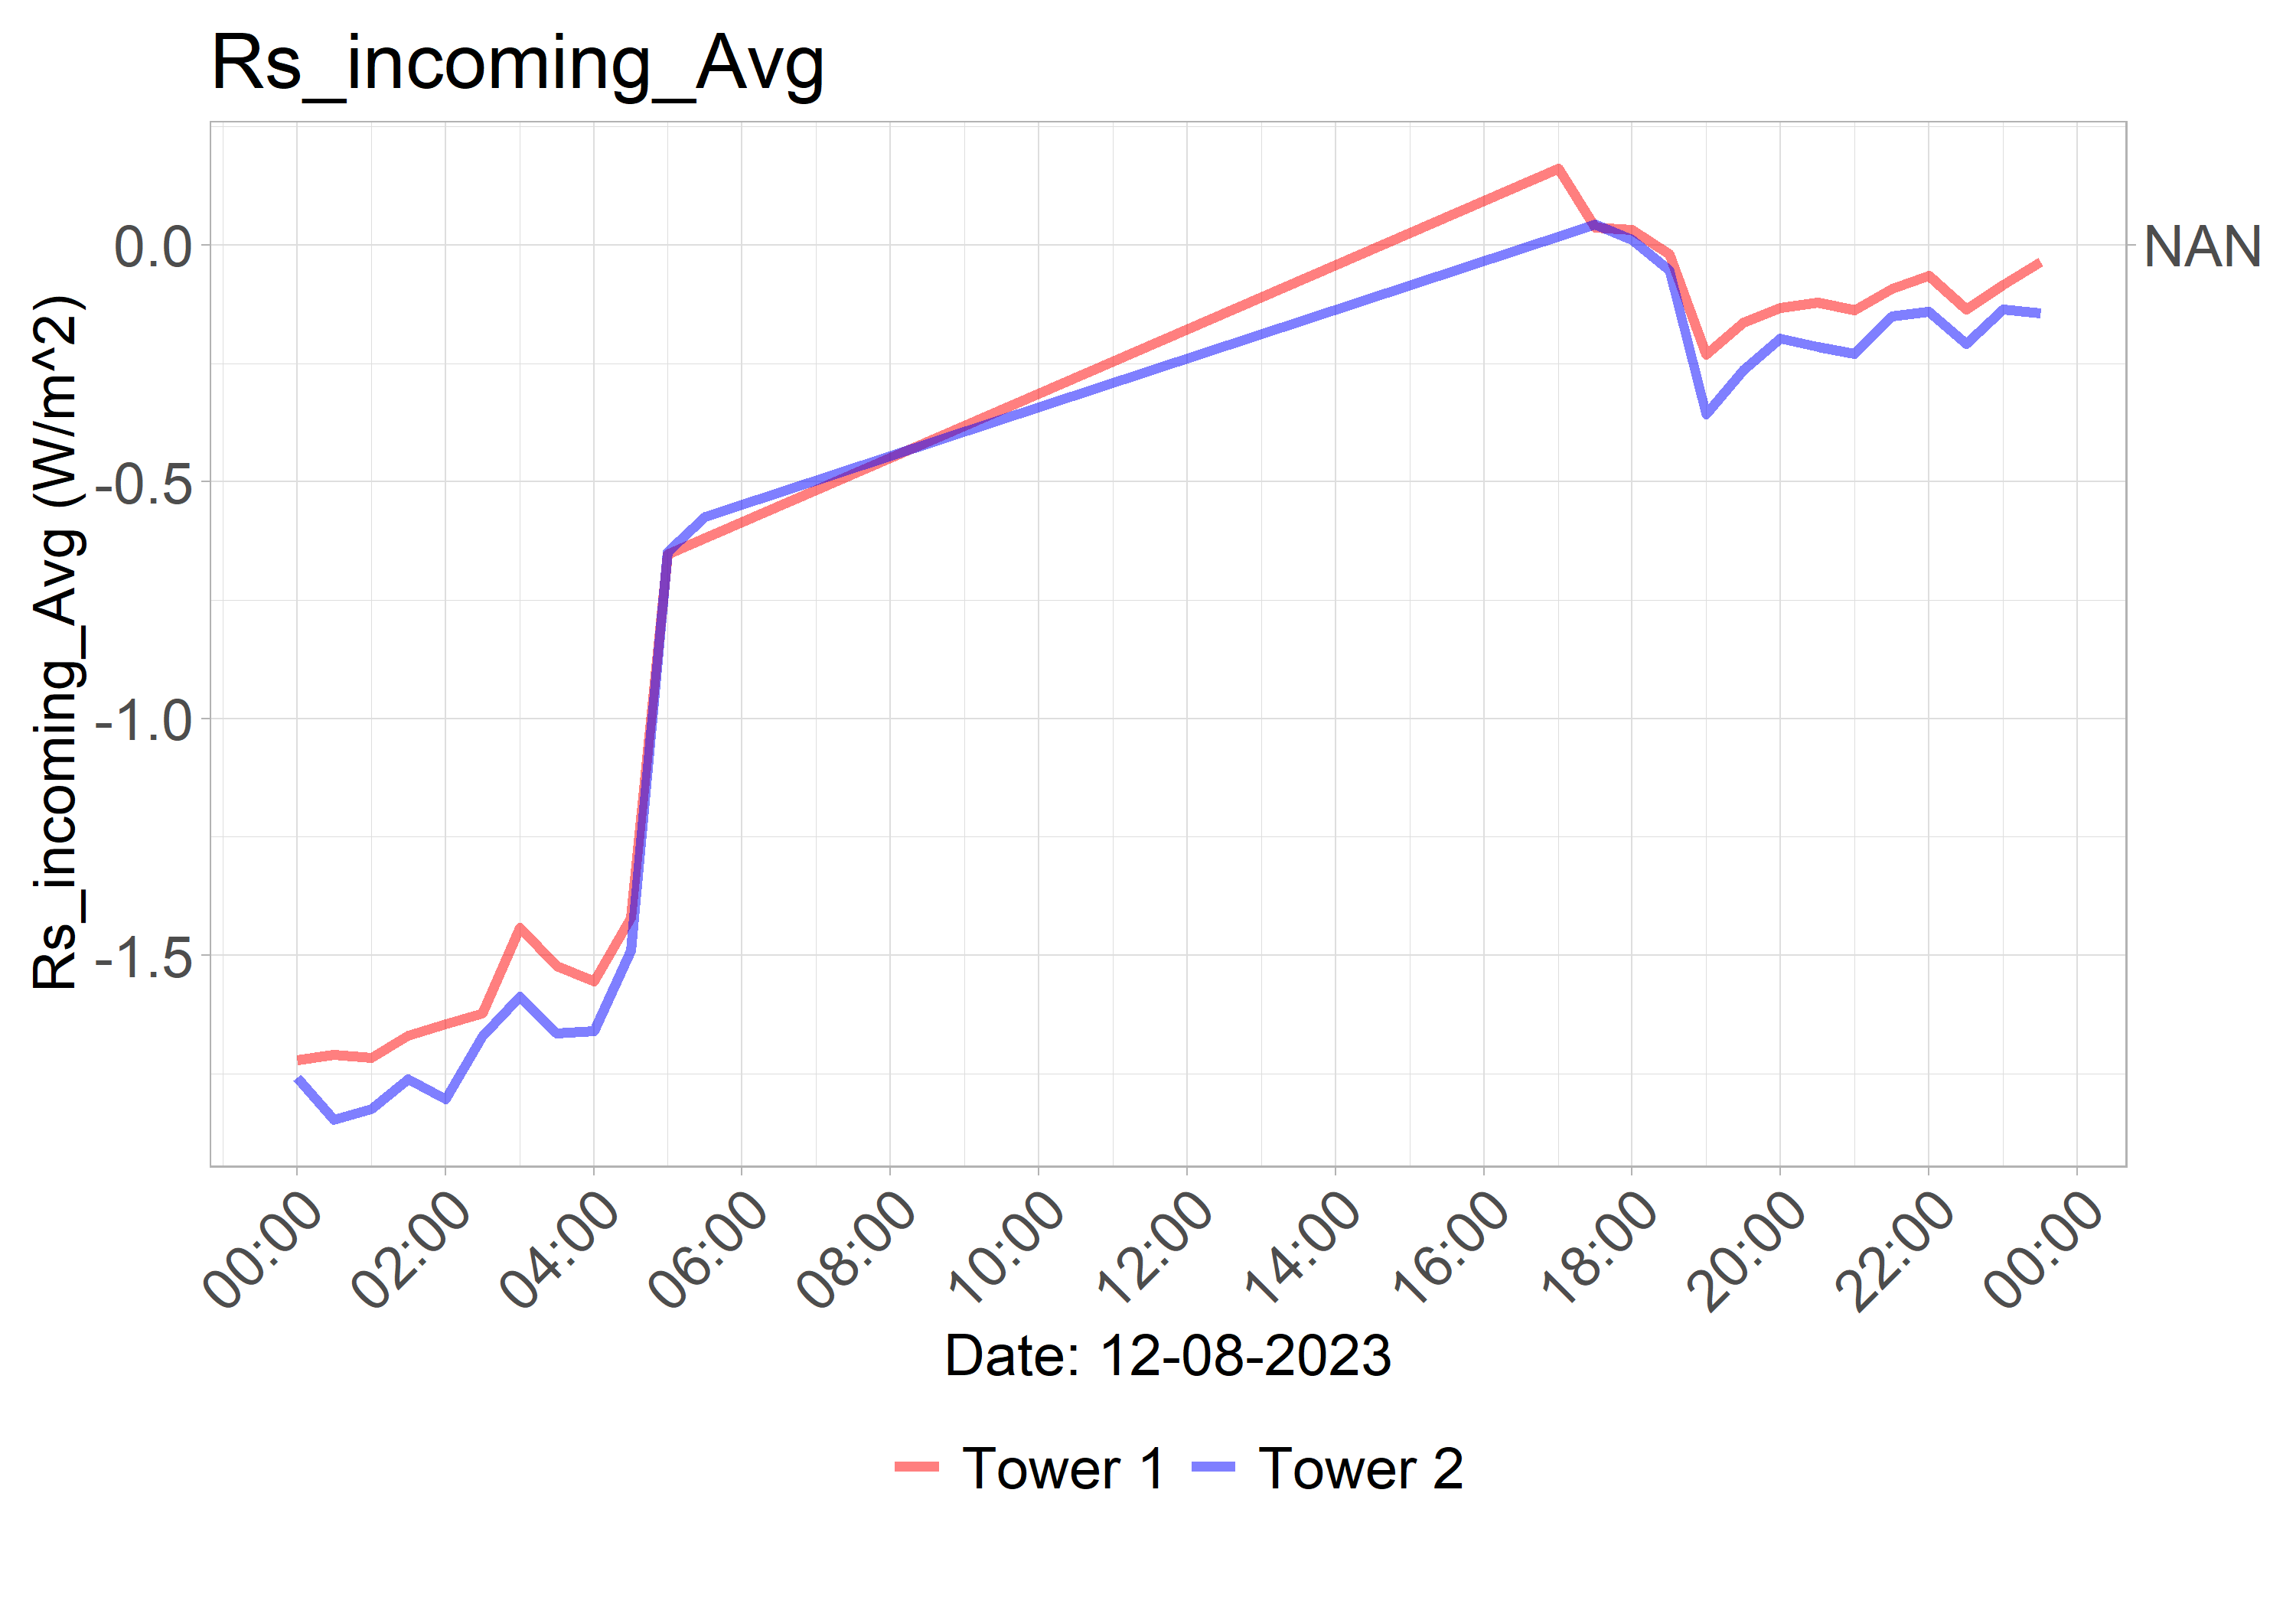 Rs_incoming_Avg
Rs_incoming_Avg (W/m^2)
0.0
-0.5
-1.0
-1.5
NAN
00:00 02:00 04:00 06:00 08:00 10:00 12:00 14:00 16:00 18:00 20:00 22:00 00:00
Date: 12-08-2023
Tower 1 Tower 2